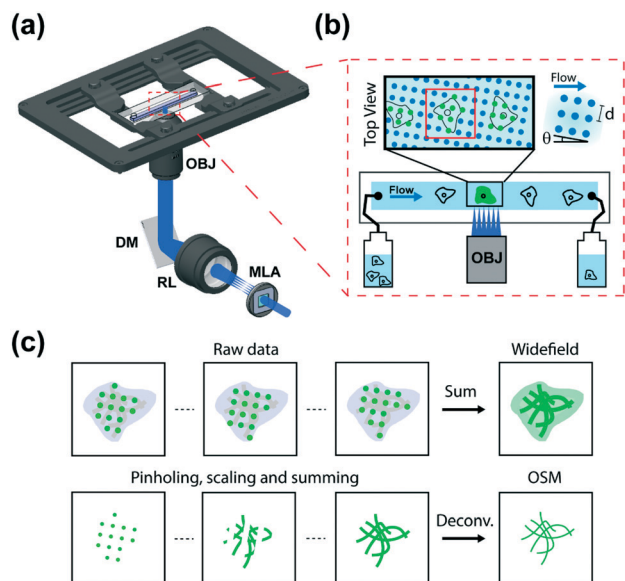 (a)
OBJ
DM
RL
MLA
(b)
Top View
Flow
d
θ
Flow
OBJ
(c)
Raw data
Widefield
Sum
Pinholing, scaling and summing
OSM
Deconv.